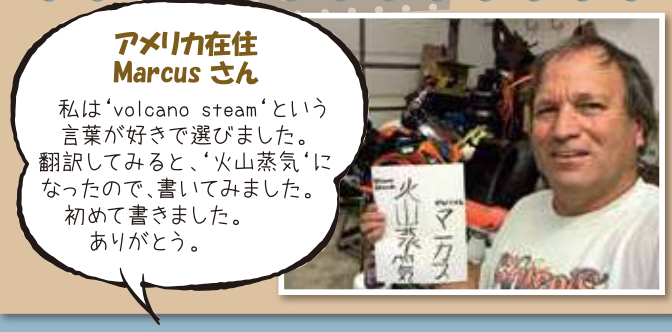 アメリカ在住
Marcus さん
私は‘volcano steam‘という
言葉が好きで選びました。
翻訳してみると、‘火山蒸気‘に
なったので、書いてみました。
初めて書きました。
ありがとう。
火山蒸気
マーカス